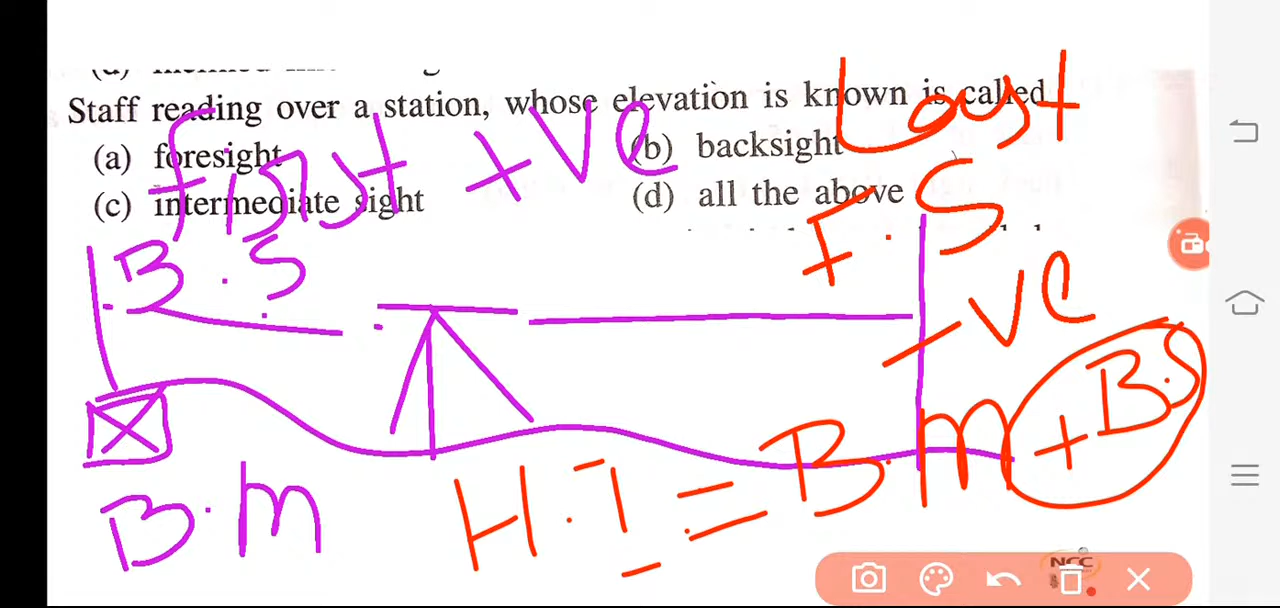 Staff reading over a station, whose elevation is known is called
(a) foresight
(b) backsight
(c) intermediate sight
(d) all the above
First +ve
Last
F.S
-ve
B.S
B.M
H.I = B.M + B.S
NCC